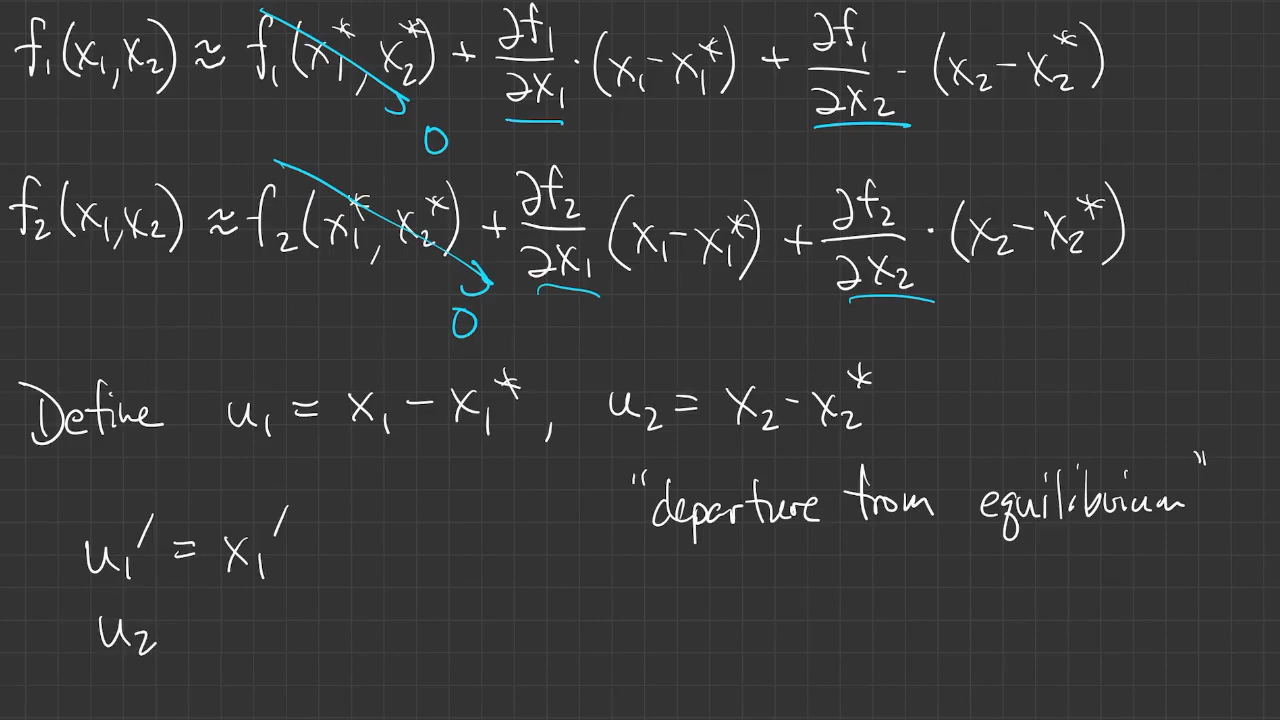 f₁(x₁,x₂) ≈ f₁(x₁*, x₂*) + ∂f₁/∂x₁ · (x₁ − x₁*) + ∂f₁/∂x₂ · (x₂ − x₂*)
0
f₂(x₁,x₂) ≈ f₂(x₁*, x₂*) + ∂f₂/∂x₁ (x₁ − x₁*) + ∂f₂/∂x₂ · (x₂ − x₂*)
0
Define u₁ = x₁ − x₁*, u₂ = x₂ − x₂*
"departure from equilibrium"
u₁′ = x₁′
u₂